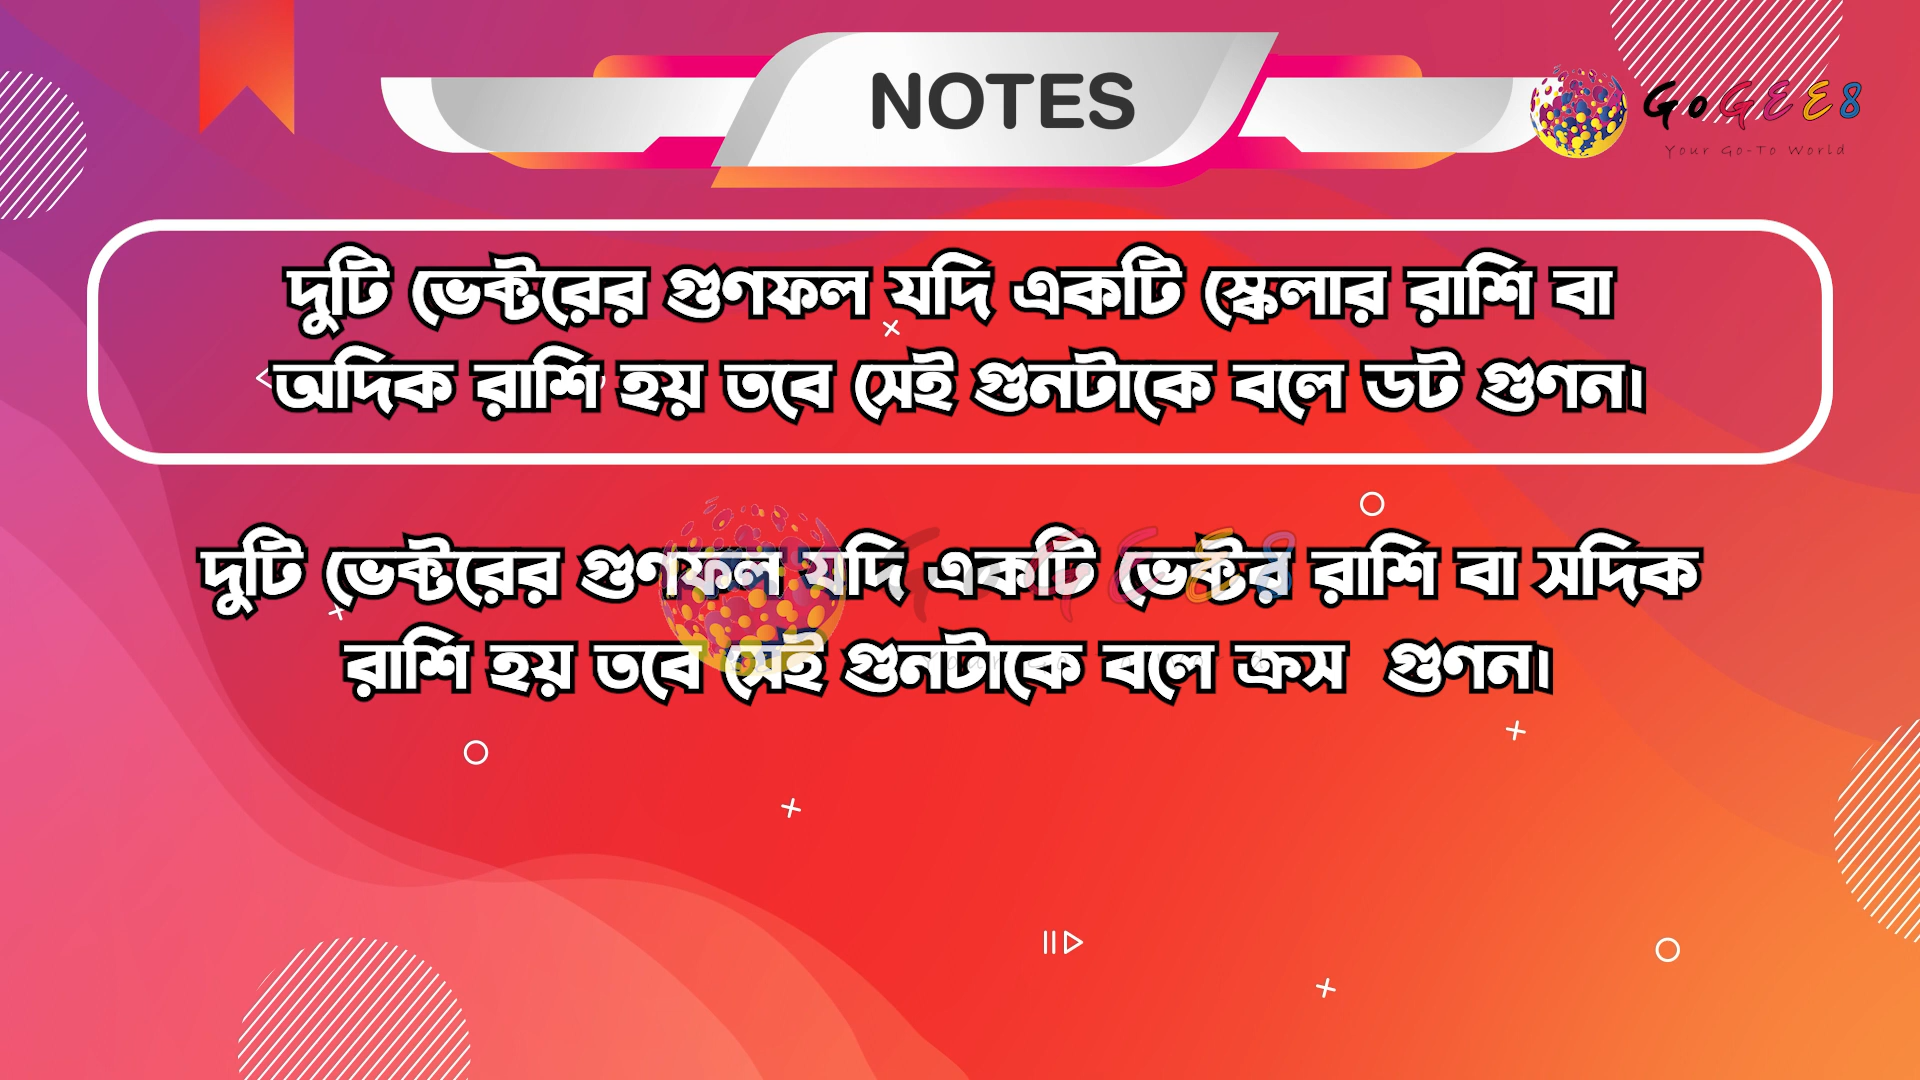 NOTES
GoGEE8
Your Go-To World
দুটি ভেক্টরের গুণফল যদি একটি স্কেলার রাশি বা
অদিক রাশি হয় তবে সেই গুনটাকে বলে ডট গুণন।
দুটি ভেক্টরের গুণফল যদি একটি ভেক্টর রাশি বা সদিক
রাশি হয় তবে সেই গুনটাকে বলে ক্রস গুণন।